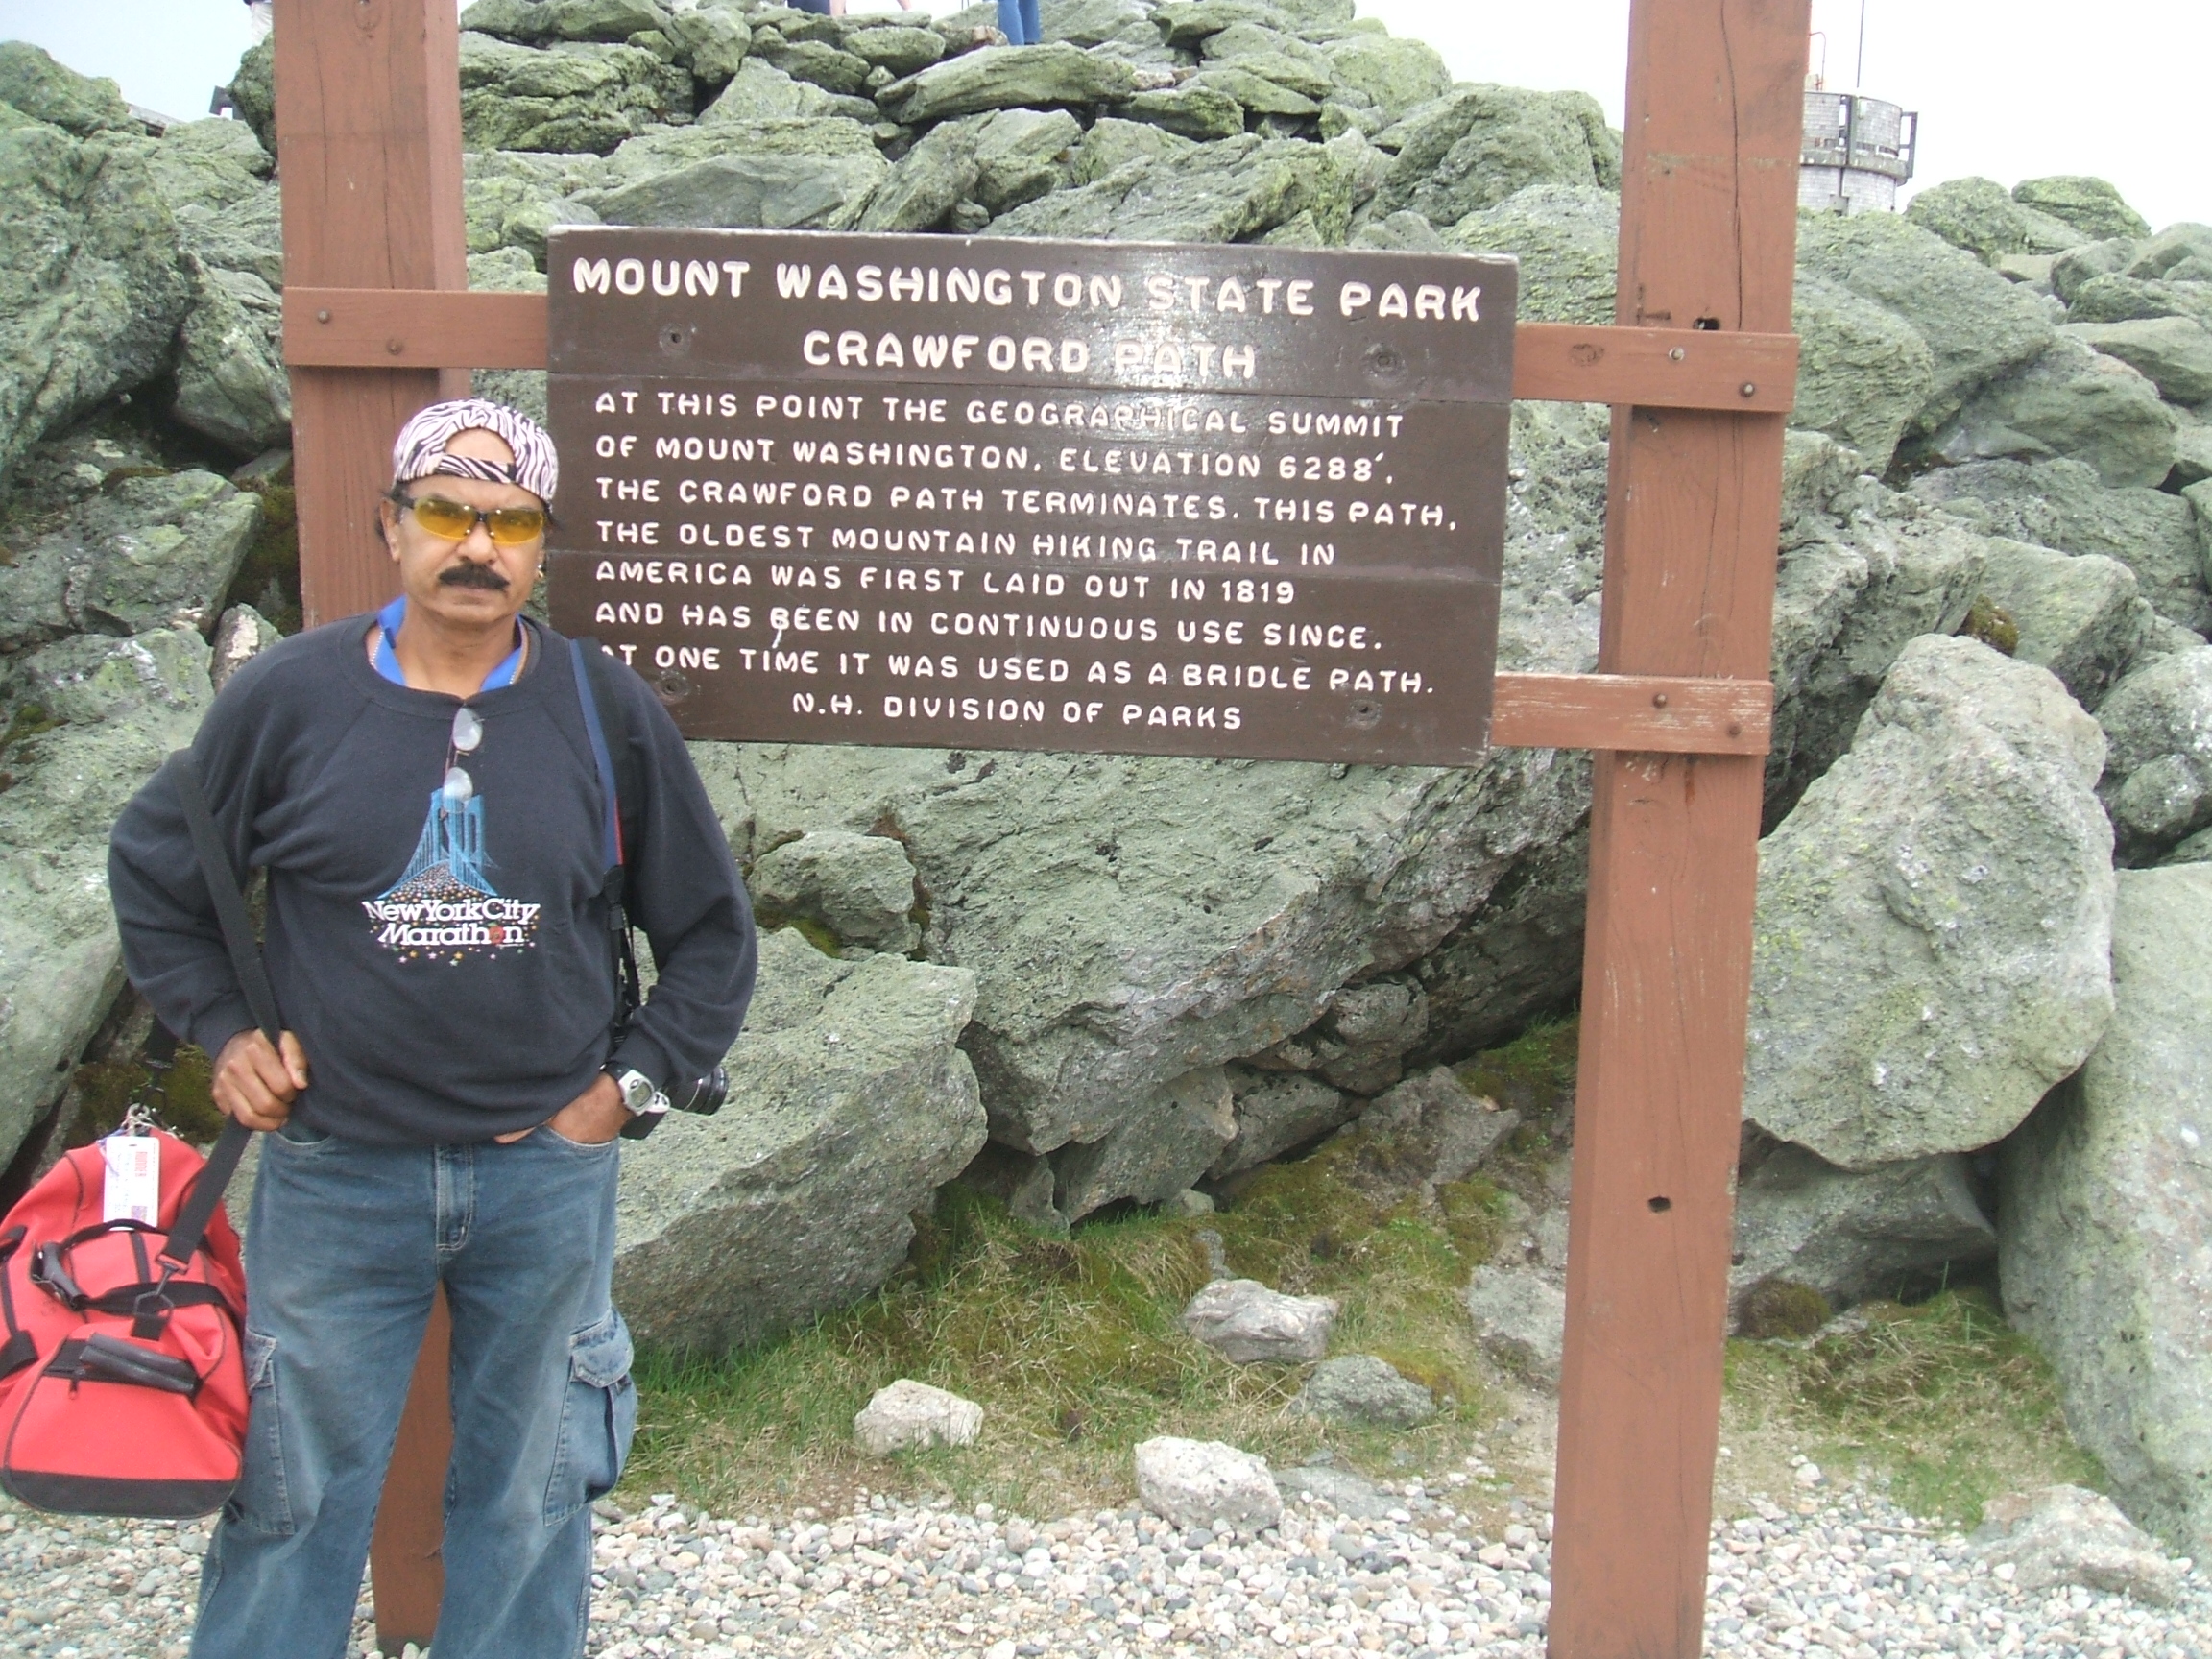 MOUNT WASHINGTON STATE PARK
CRAWFORD PATH
AT THIS POINT THE GEOGRAPHICAL SUMMIT
OF MOUNT WASHINGTON, ELEVATION 6288',
THE CRAWFORD PATH TERMINATES. THIS PATH,
THE OLDEST MOUNTAIN HIKING TRAIL IN
AMERICA WAS FIRST LAID OUT IN 1819
AND HAS BEEN IN CONTINUOUS USE SINCE.
AT ONE TIME IT WAS USED AS A BRIDLE PATH.
N.H. DIVISION OF PARKS
New York City
Marathon